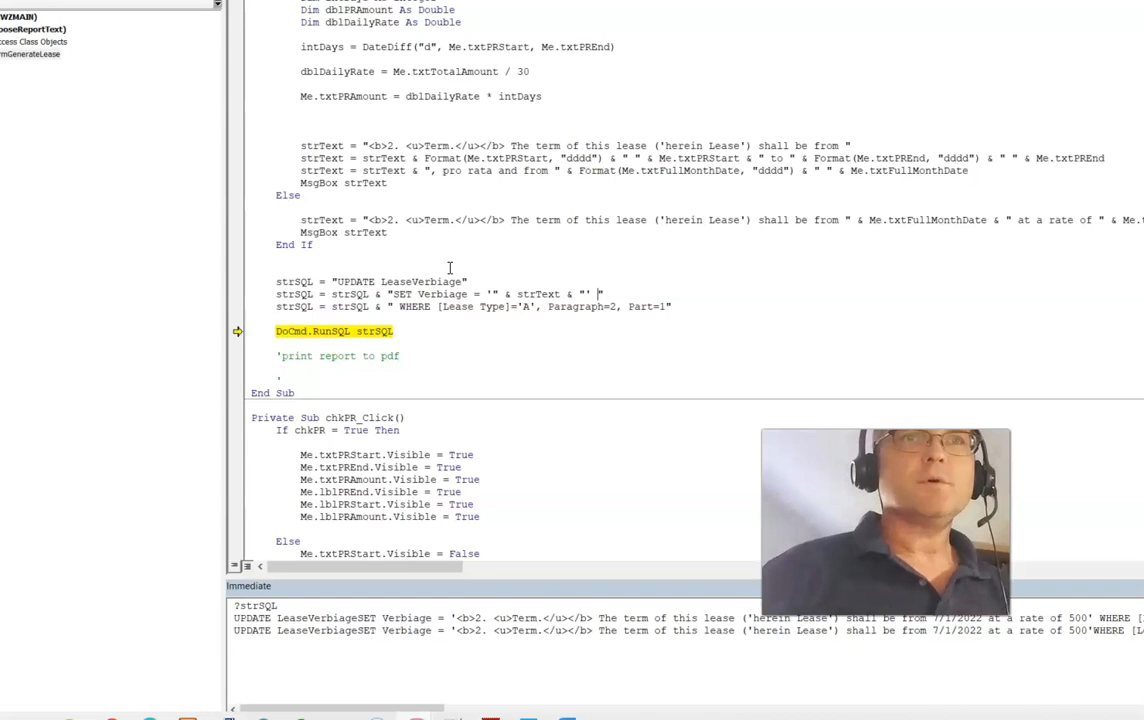 WZMAIN)
ooseReportText)
ccess Class Objects
rmGenerateLease
Dim dblPRAmount As Double
Dim dblDailyRate As Double
intDays = DateDiff("d", Me.txtPRStart, Me.txtPREnd)
dblDailyRate = Me.txtTotalAmount / 30
Me.txtPRAmount = dblDailyRate * intDays
strText = "<b>2. <u>Term.</u></b> The term of this lease ('herein Lease') shall be from "
strText = strText & Format(Me.txtPRStart, "dddd") & " " & Me.txtPRStart & " to " & Format(Me.txtPREnd, "dddd") & " " & Me.txtPREnd
strText = strText & ", pro rata and from " & Format(Me.txtFullMonthDate, "dddd") & " " & Me.txtFullMonthDate
MsgBox strText
Else
strText = "<b>2. <u>Term.</u></b> The term of this lease ('herein Lease') shall be from " & Me.txtFullMonthDate & " at a rate of " & Me.t
MsgBox strText
End If
strSQL = "UPDATE LeaseVerbiage"
strSQL = strSQL & "SET Verbiage = '" & strText & "' "
strSQL = strSQL & " WHERE [Lease Type]='A', Paragraph=2, Part=1"
DoCmd.RunSQL strSQL
'print report to pdf
'
End Sub
Private Sub chkPR_Click()
If chkPR = True Then
Me.txtPRStart.Visible = True
Me.txtPREnd.Visible = True
Me.txtPRAmount.Visible = True
Me.lblPREnd.Visible = True
Me.lblPRStart.Visible = True
Me.lblPRAmount.Visible = True
Else
Me.txtPRStart.Visible = False
Immediate
?strSQL
UPDATE LeaseVerbiageSET Verbiage = '<b>2. <u>Term.</u></b> The term of this lease ('herein Lease') shall be from 7/1/2022 at a rate of 500' WHERE [
UPDATE LeaseVerbiageSET Verbiage = '<b>2. <u>Term.</u></b> The term of this lease ('herein Lease') shall be from 7/1/2022 at a rate of 500'WHERE [L